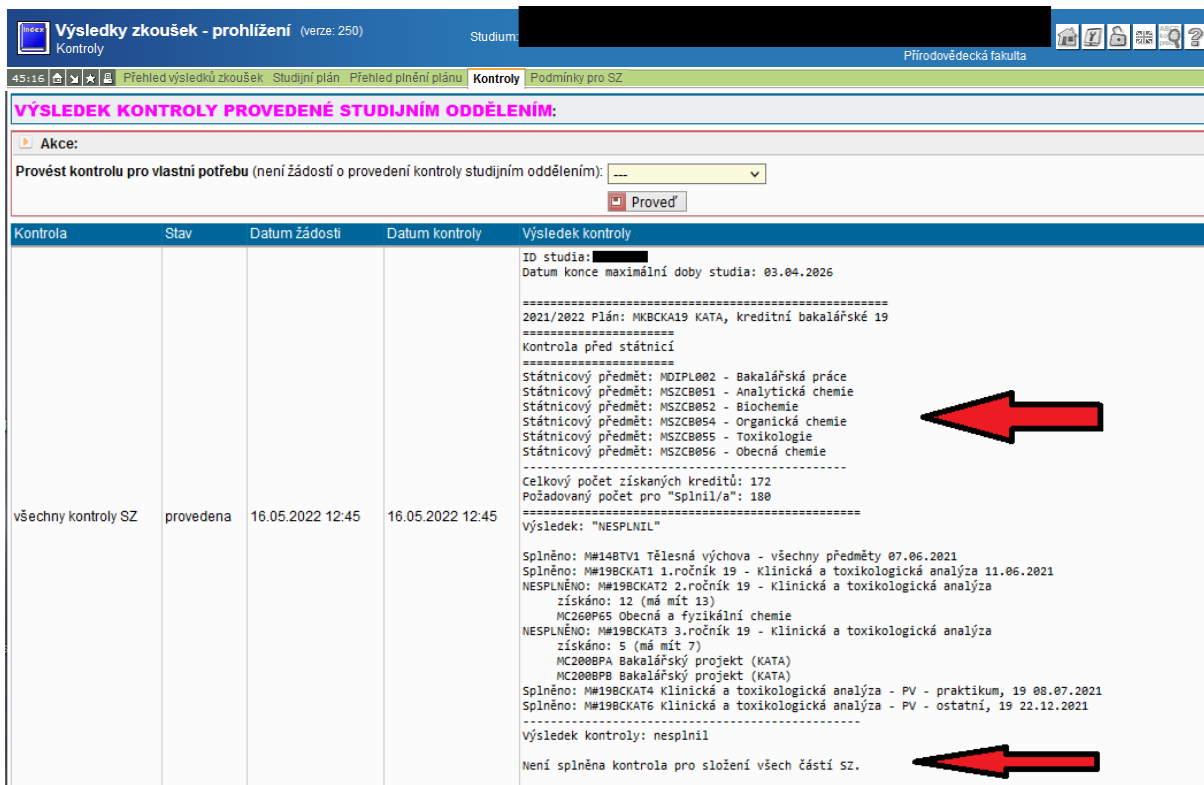 Index
Výsledky zkoušek - prohlížení (verze: 250)
Kontroly
Studium:
Přírodovědecká fakulta
45:16 Přehled výsledků zkoušek Studijní plán Přehled plnění plánu Kontroly Podmínky pro SZ
VÝSLEDEK KONTROLY PROVEDENÉ STUDIJNÍM ODDĚLENÍM:
Akce:
Provést kontrolu pro vlastní potřebu (není žádostí o provedení kontroly studijním oddělením): ---
Proveď
Kontrola Stav Datum žádosti Datum kontroly Výsledek kontroly
všechny kontroly SZ provedena 16.05.2022 12:45 16.05.2022 12:45
ID studia:
Datum konce maximální doby studia: 03.04.2026
=====================================================
2021/2022 Plán: MKBCKA19 KATA, kreditní bakalářské 19
======================
Kontrola před státnicí
======================
Státnicový předmět: MDIPL002 - Bakalářská práce
Státnicový předmět: MSZCB051 - Analytická chemie
Státnicový předmět: MSZCB052 - Biochemie
Státnicový předmět: MSZCB054 - Organická chemie
Státnicový předmět: MSZCB055 - Toxikologie
Státnicový předmět: MSZCB056 - Obecná chemie
-----------------------------------------------
Celkový počet získaných kreditů: 172
Požadovaný počet pro "Splnil/a": 180
=================================================
Výsledek: "NESPLNIL"
Splněno: M#14BTV1 Tělesná výchova - všechny předměty 07.06.2021
Splněno: M#19BCKAT1 1.ročník 19 - Klinická a toxikologická analýza 11.06.2021
NESPLNĚNO: M#19BCKAT2 2.ročník 19 - Klinická a toxikologická analýza
získáno: 12 (má mít 13)
MC260P65 Obecná a fyzikální chemie
NESPLNĚNO: M#19BCKAT3 3.ročník 19 - Klinická a toxikologická analýza
získáno: 5 (má mít 7)
MC200BPA Bakalářský projekt (KATA)
MC200BPB Bakalářský projekt (KATA)
Splněno: M#19BCKAT4 Klinická a toxikologická analýza - PV - praktikum, 19 08.07.2021
Splněno: M#19BCKAT6 Klinická a toxikologická analýza - PV - ostatní, 19 22.12.2021
-------------------------------------------------
Výsledek kontroly: nesplnil
Není splněna kontrola pro složení všech částí SZ.